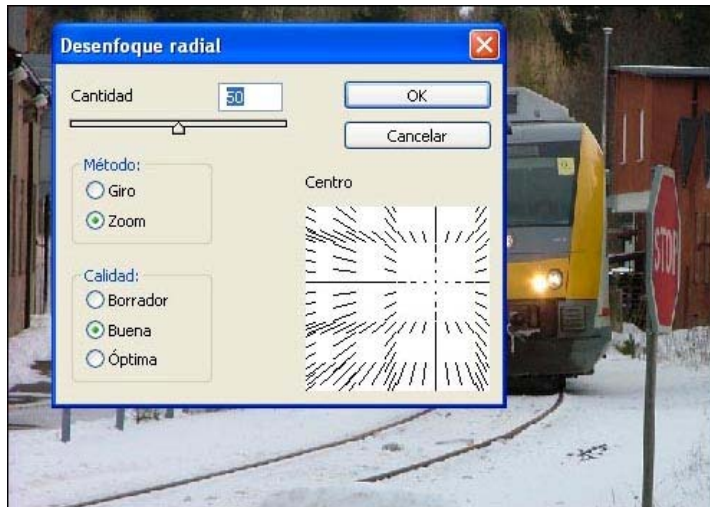 Desenfoque radial
Cantidad
50
OK
Cancelar
Método:
Giro
Zoom
Centro
Calidad:
Borrador
Buena
Óptima
STOP